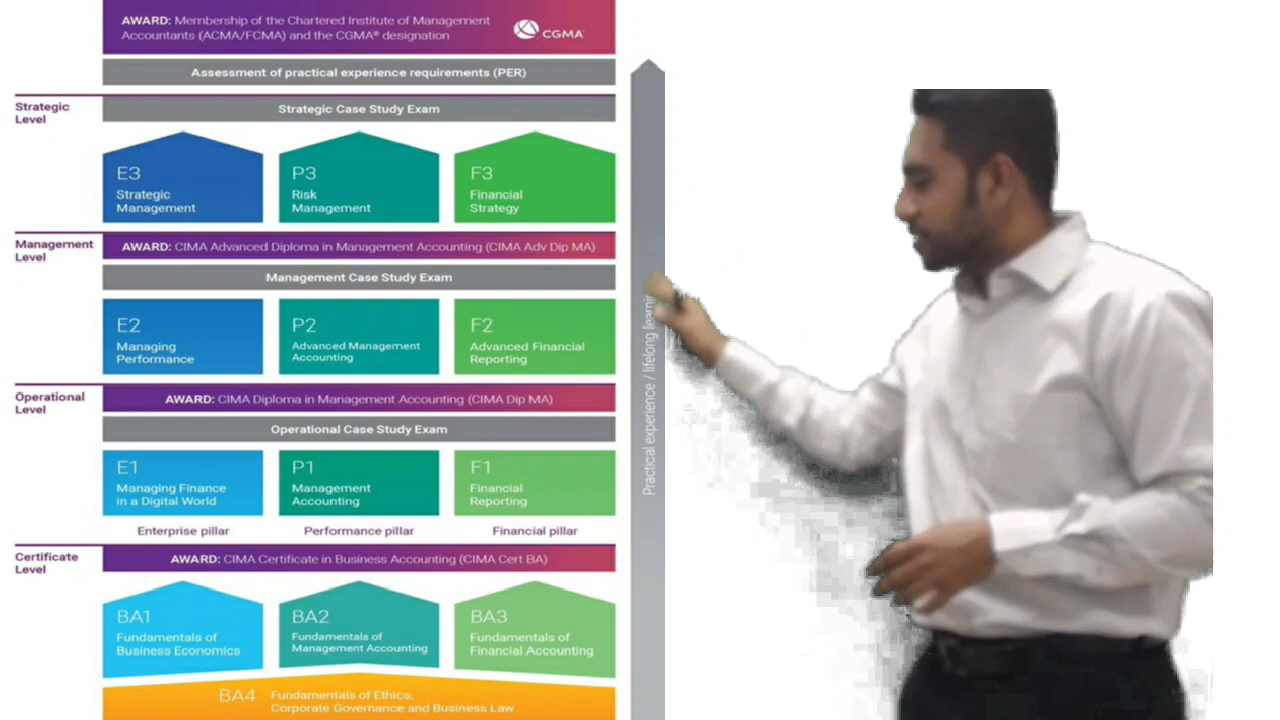 AWARD: Membership of the Chartered Institute of Management
Accountants (ACMA/FCMA) and the CGMA® designation
CGMA
Assessment of practical experience requirements (PER)
Strategic
Level
Strategic Case Study Exam
E3
Strategic
Management
P3
Risk
Management
F3
Financial
Strategy
Management
Level
AWARD: CIMA Advanced Diploma in Management Accounting (CIMA Adv Dip MA)
Management Case Study Exam
E2
Managing
Performance
P2
Advanced Management
Accounting
F2
Advanced Financial
Reporting
Operational
Level
AWARD: CIMA Diploma in Management Accounting (CIMA Dip MA)
Operational Case Study Exam
E1
Managing Finance
in a Digital World
P1
Management
Accounting
F1
Financial
Reporting
Enterprise pillar
Performance pillar
Financial pillar
Certificate
Level
AWARD: CIMA Certificate in Business Accounting (CIMA Cert BA)
BA1
Fundamentals of
Business Economics
BA2
Fundamentals of
Management Accounting
BA3
Fundamentals of
Financial Accounting
BA4
Fundamentals of Ethics,
Corporate Governance and Business Law
Practical experience / lifelong learning